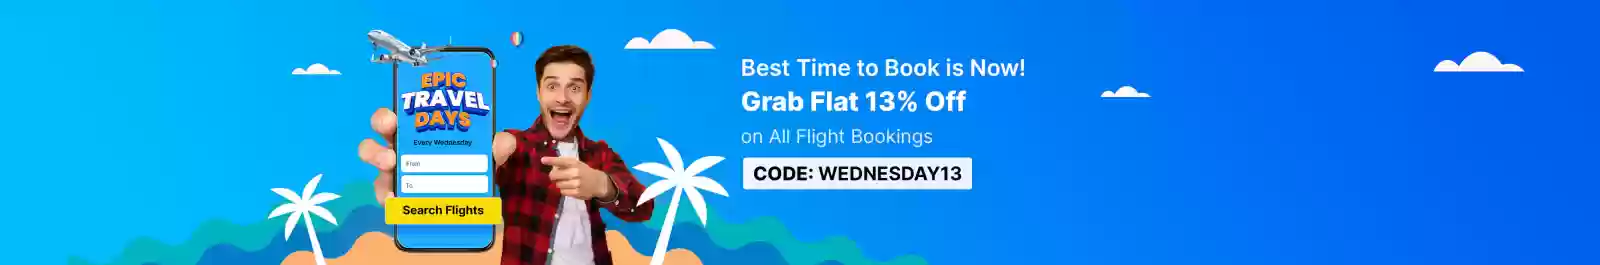 EPIC
TRAVEL
DAYS
Every Wednesday
From
To
Search Flights
Best Time to Book is Now!
Grab Flat 13% Off
on All Flight Bookings
CODE: WEDNESDAY13